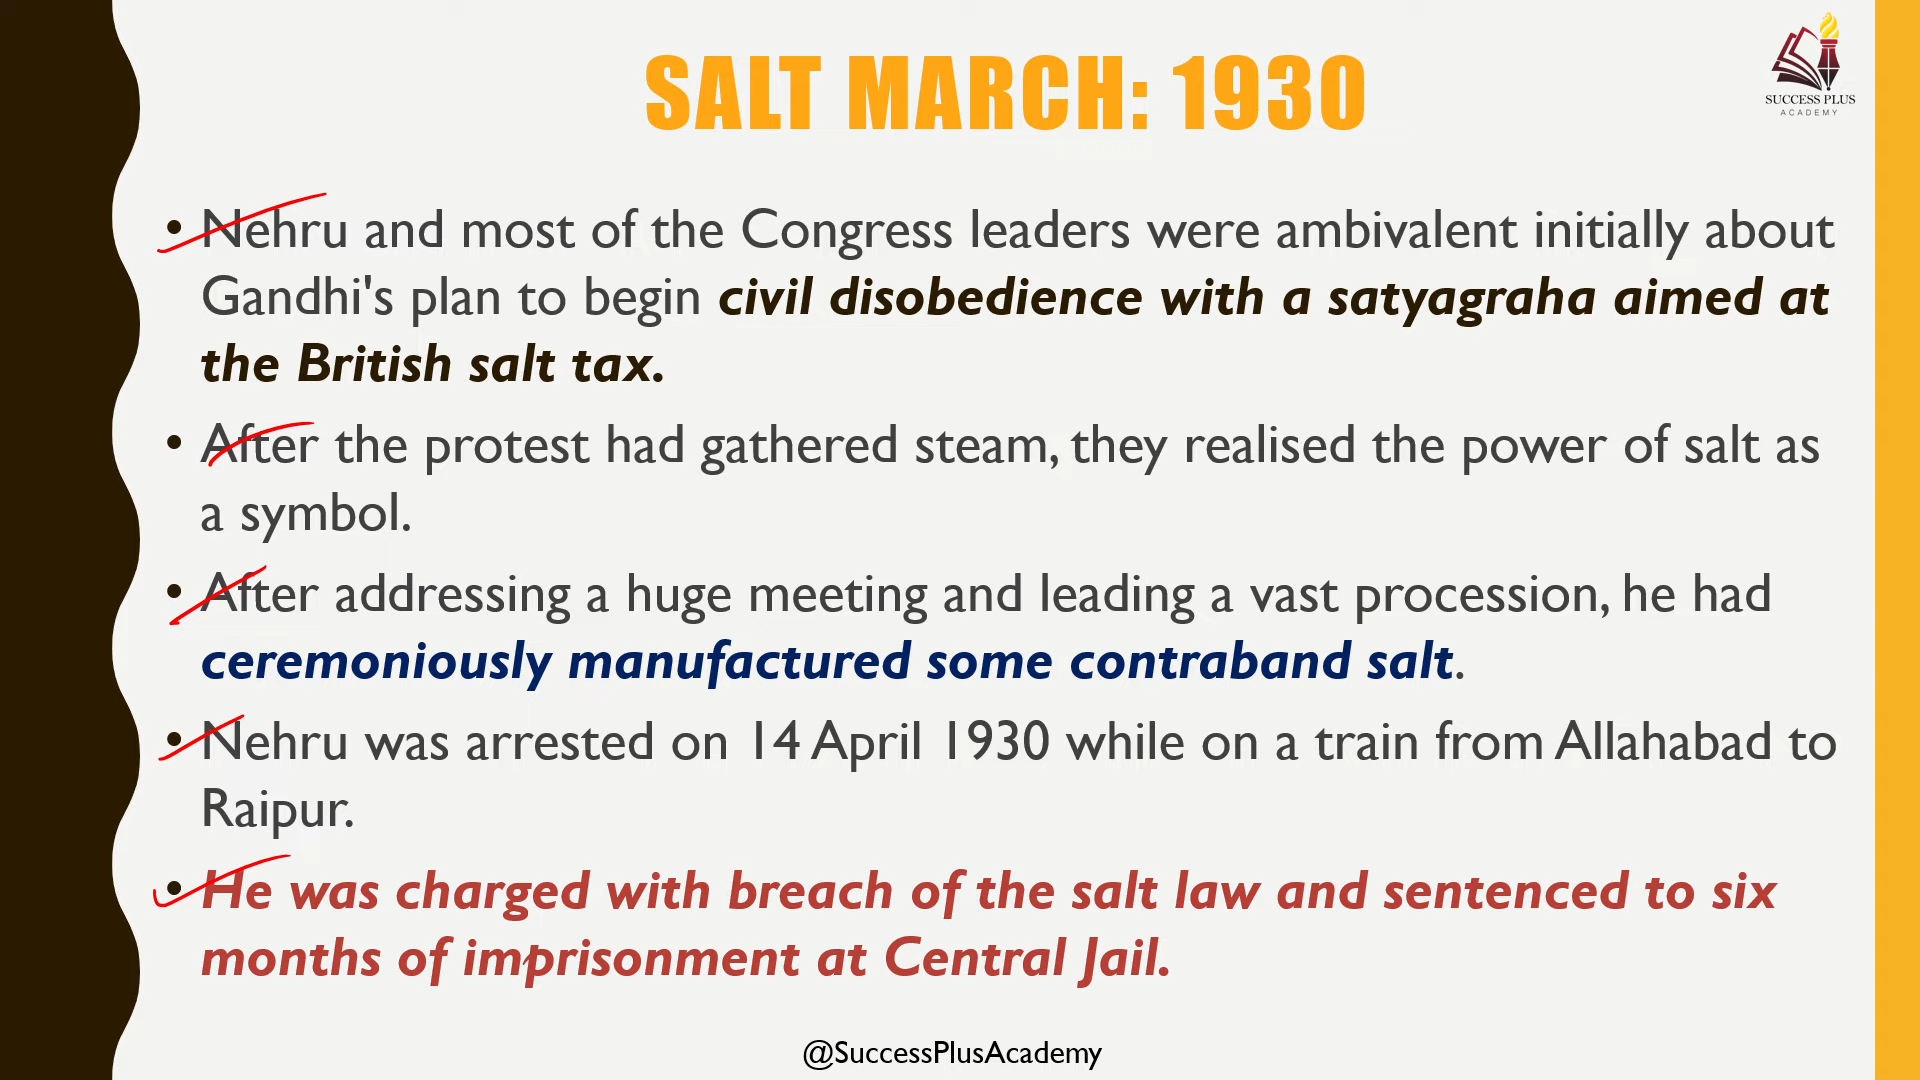 SALT MARCH: 1930
SUCCESS PLUS
ACADEMY
• Nehru and most of the Congress leaders were ambivalent initially about
Gandhi's plan to begin civil disobedience with a satyagraha aimed at
the British salt tax.
• After the protest had gathered steam, they realised the power of salt as
a symbol.
• After addressing a huge meeting and leading a vast procession, he had
ceremoniously manufactured some contraband salt.
• Nehru was arrested on 14 April 1930 while on a train from Allahabad to
Raipur.
• He was charged with breach of the salt law and sentenced to six
months of imprisonment at Central Jail.
@SuccessPlusAcademy